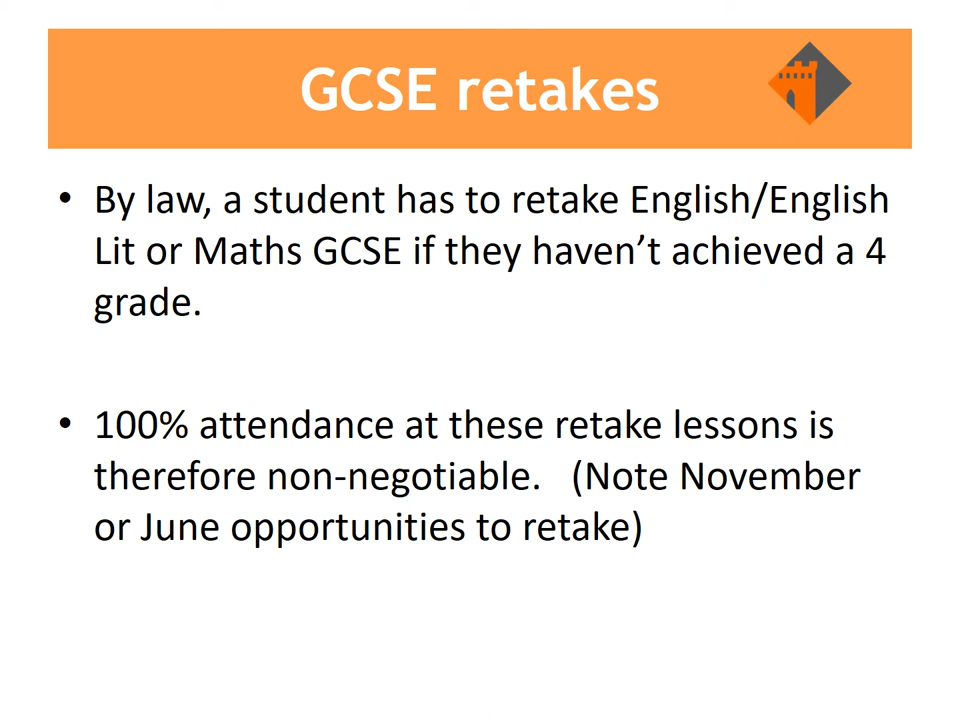 GCSE retakes
• By law, a student has to retake English/English
Lit or Maths GCSE if they haven’t achieved a 4
grade.
• 100% attendance at these retake lessons is
therefore non-negotiable.   (Note November
or June opportunities to retake)